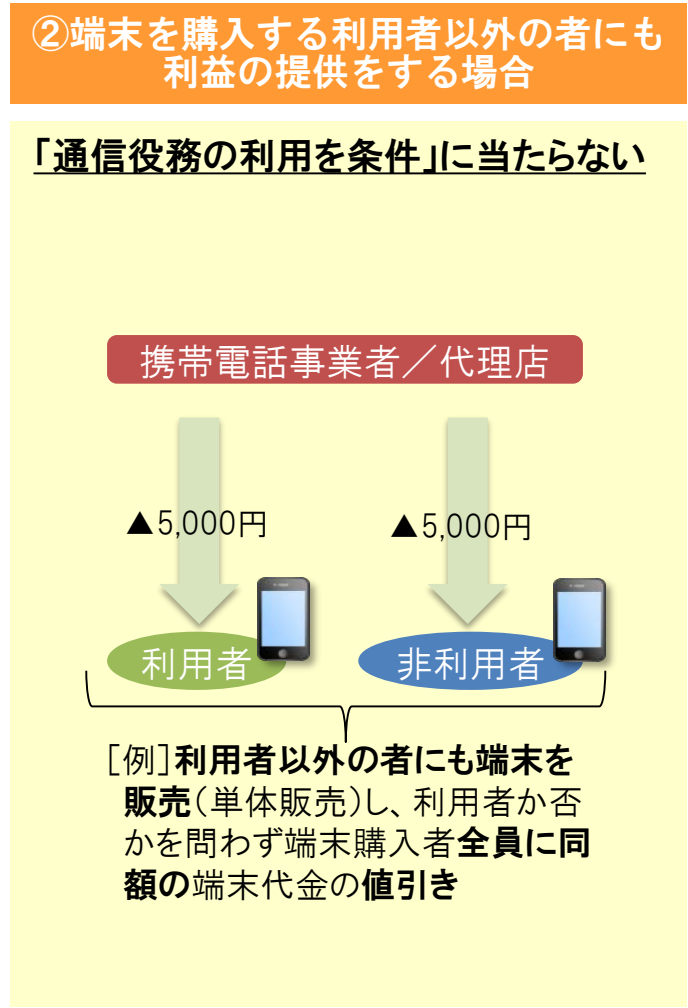 ②端末を購入する利用者以外の者にも
利益の提供をする場合
「通信役務の利用を条件」に当たらない
携帯電話事業者／代理店
▲5,000円
▲5,000円
利用者
非利用者
［例］利用者以外の者にも端末を
販売（単体販売）し、利用者か否
かを問わず端末購入者全員に同
額の端末代金の値引き